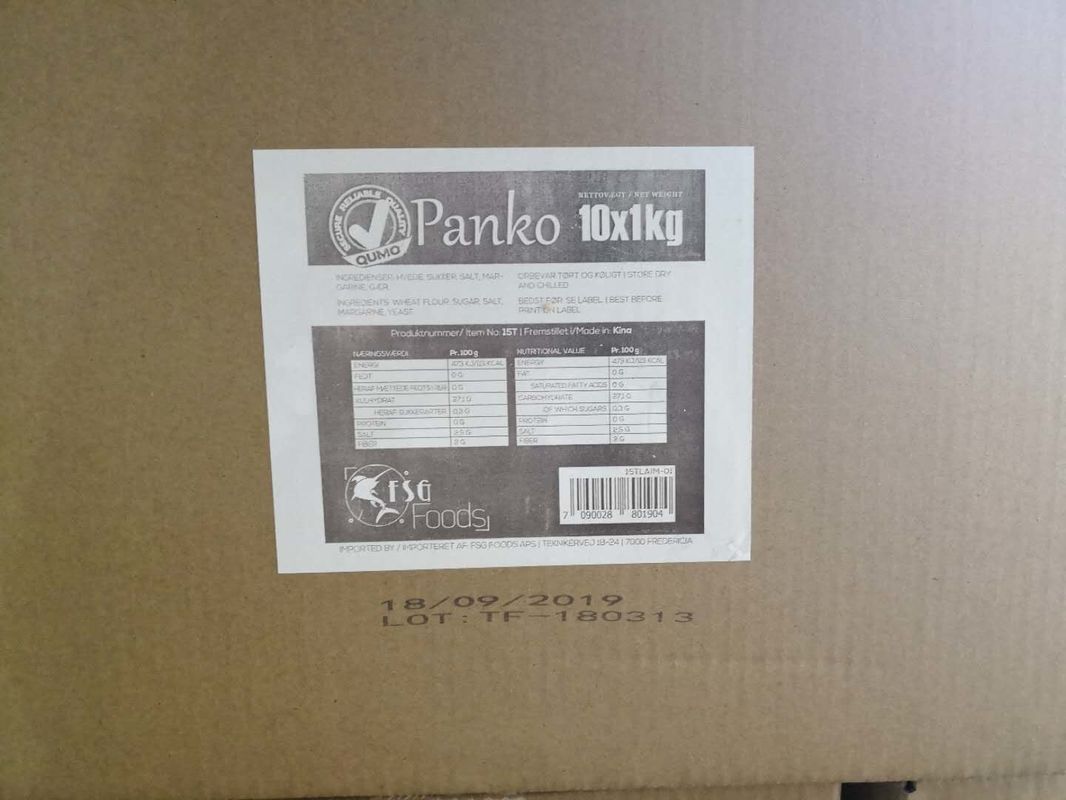 SECURE RELIABLE QUALITY
QUMO
Panko
NETTOVÆGT / NET WEIGHT
10x1kg
INGREDIENSER: HVEDE, SUKKER, SALT, MAR-
GARINE, GÆR.
INGREDIENTS: WHEAT FLOUR, SUGAR, SALT,
MARGARINE, YEAST
OPBEVAR TØRT OG KØLIGT | STORE DRY
AND CHILLED
BEDST FØR: SE LABEL | BEST BEFORE
PRINT ON LABEL
Produktnummer/ Item No: 15T | Fremstillet i/Made in: Kina
NÆRINGSVÆRDI Pr. 100 g
ENERGI
FEDT 0 G
0 G
KULHYDRAT 27,1 G
HERAF SUKKERARTER 0,3 G
PROTEIN 0 G
SALT 2,5 G
FIBER 2 G
NUTRITIONAL VALUE Pr. 100 g
ENERGY
FAT 0 G
SATURATED FATTY ACIDS 0 G
CARBOHYDRATE 27,1 G
OF WHICH SUGARS 0,3 G
PROTEIN 0 G
SALT 2,5 G
FIBER 2 G
FSG
Foods
15TLAIM-01
7 090028 801904
IMPORTED BY / IMPORTERET AF: FSG FOODS APS | TEKNIKERVEJ 18-24 | 7000 FREDERICIA
18/09/2019
LOT: TF-180313